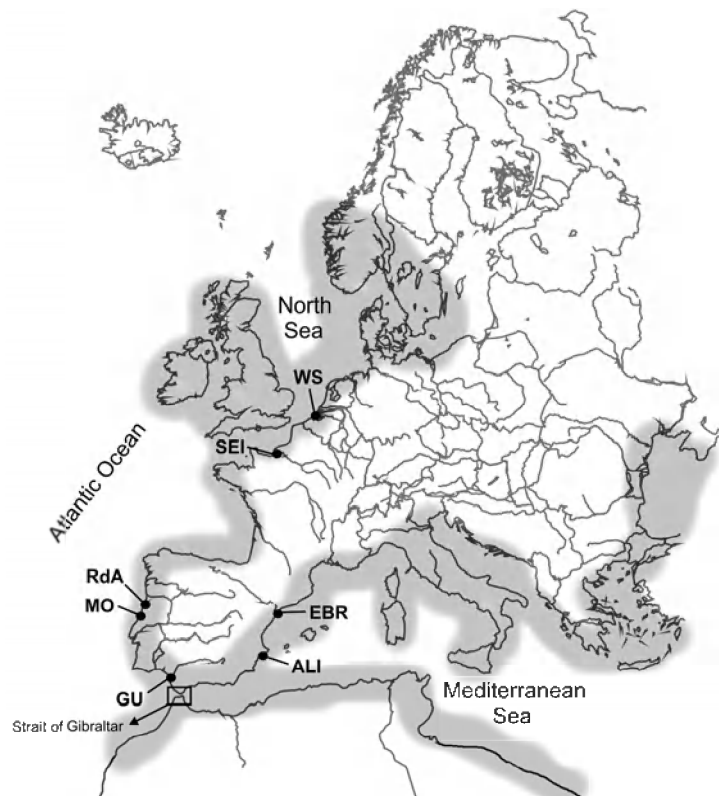 North
Sea
WS
SEI
Atlantic Ocean
RdA
MO
EBR
ALI
GU
Mediterranean
Sea
Strait of Gibraltar